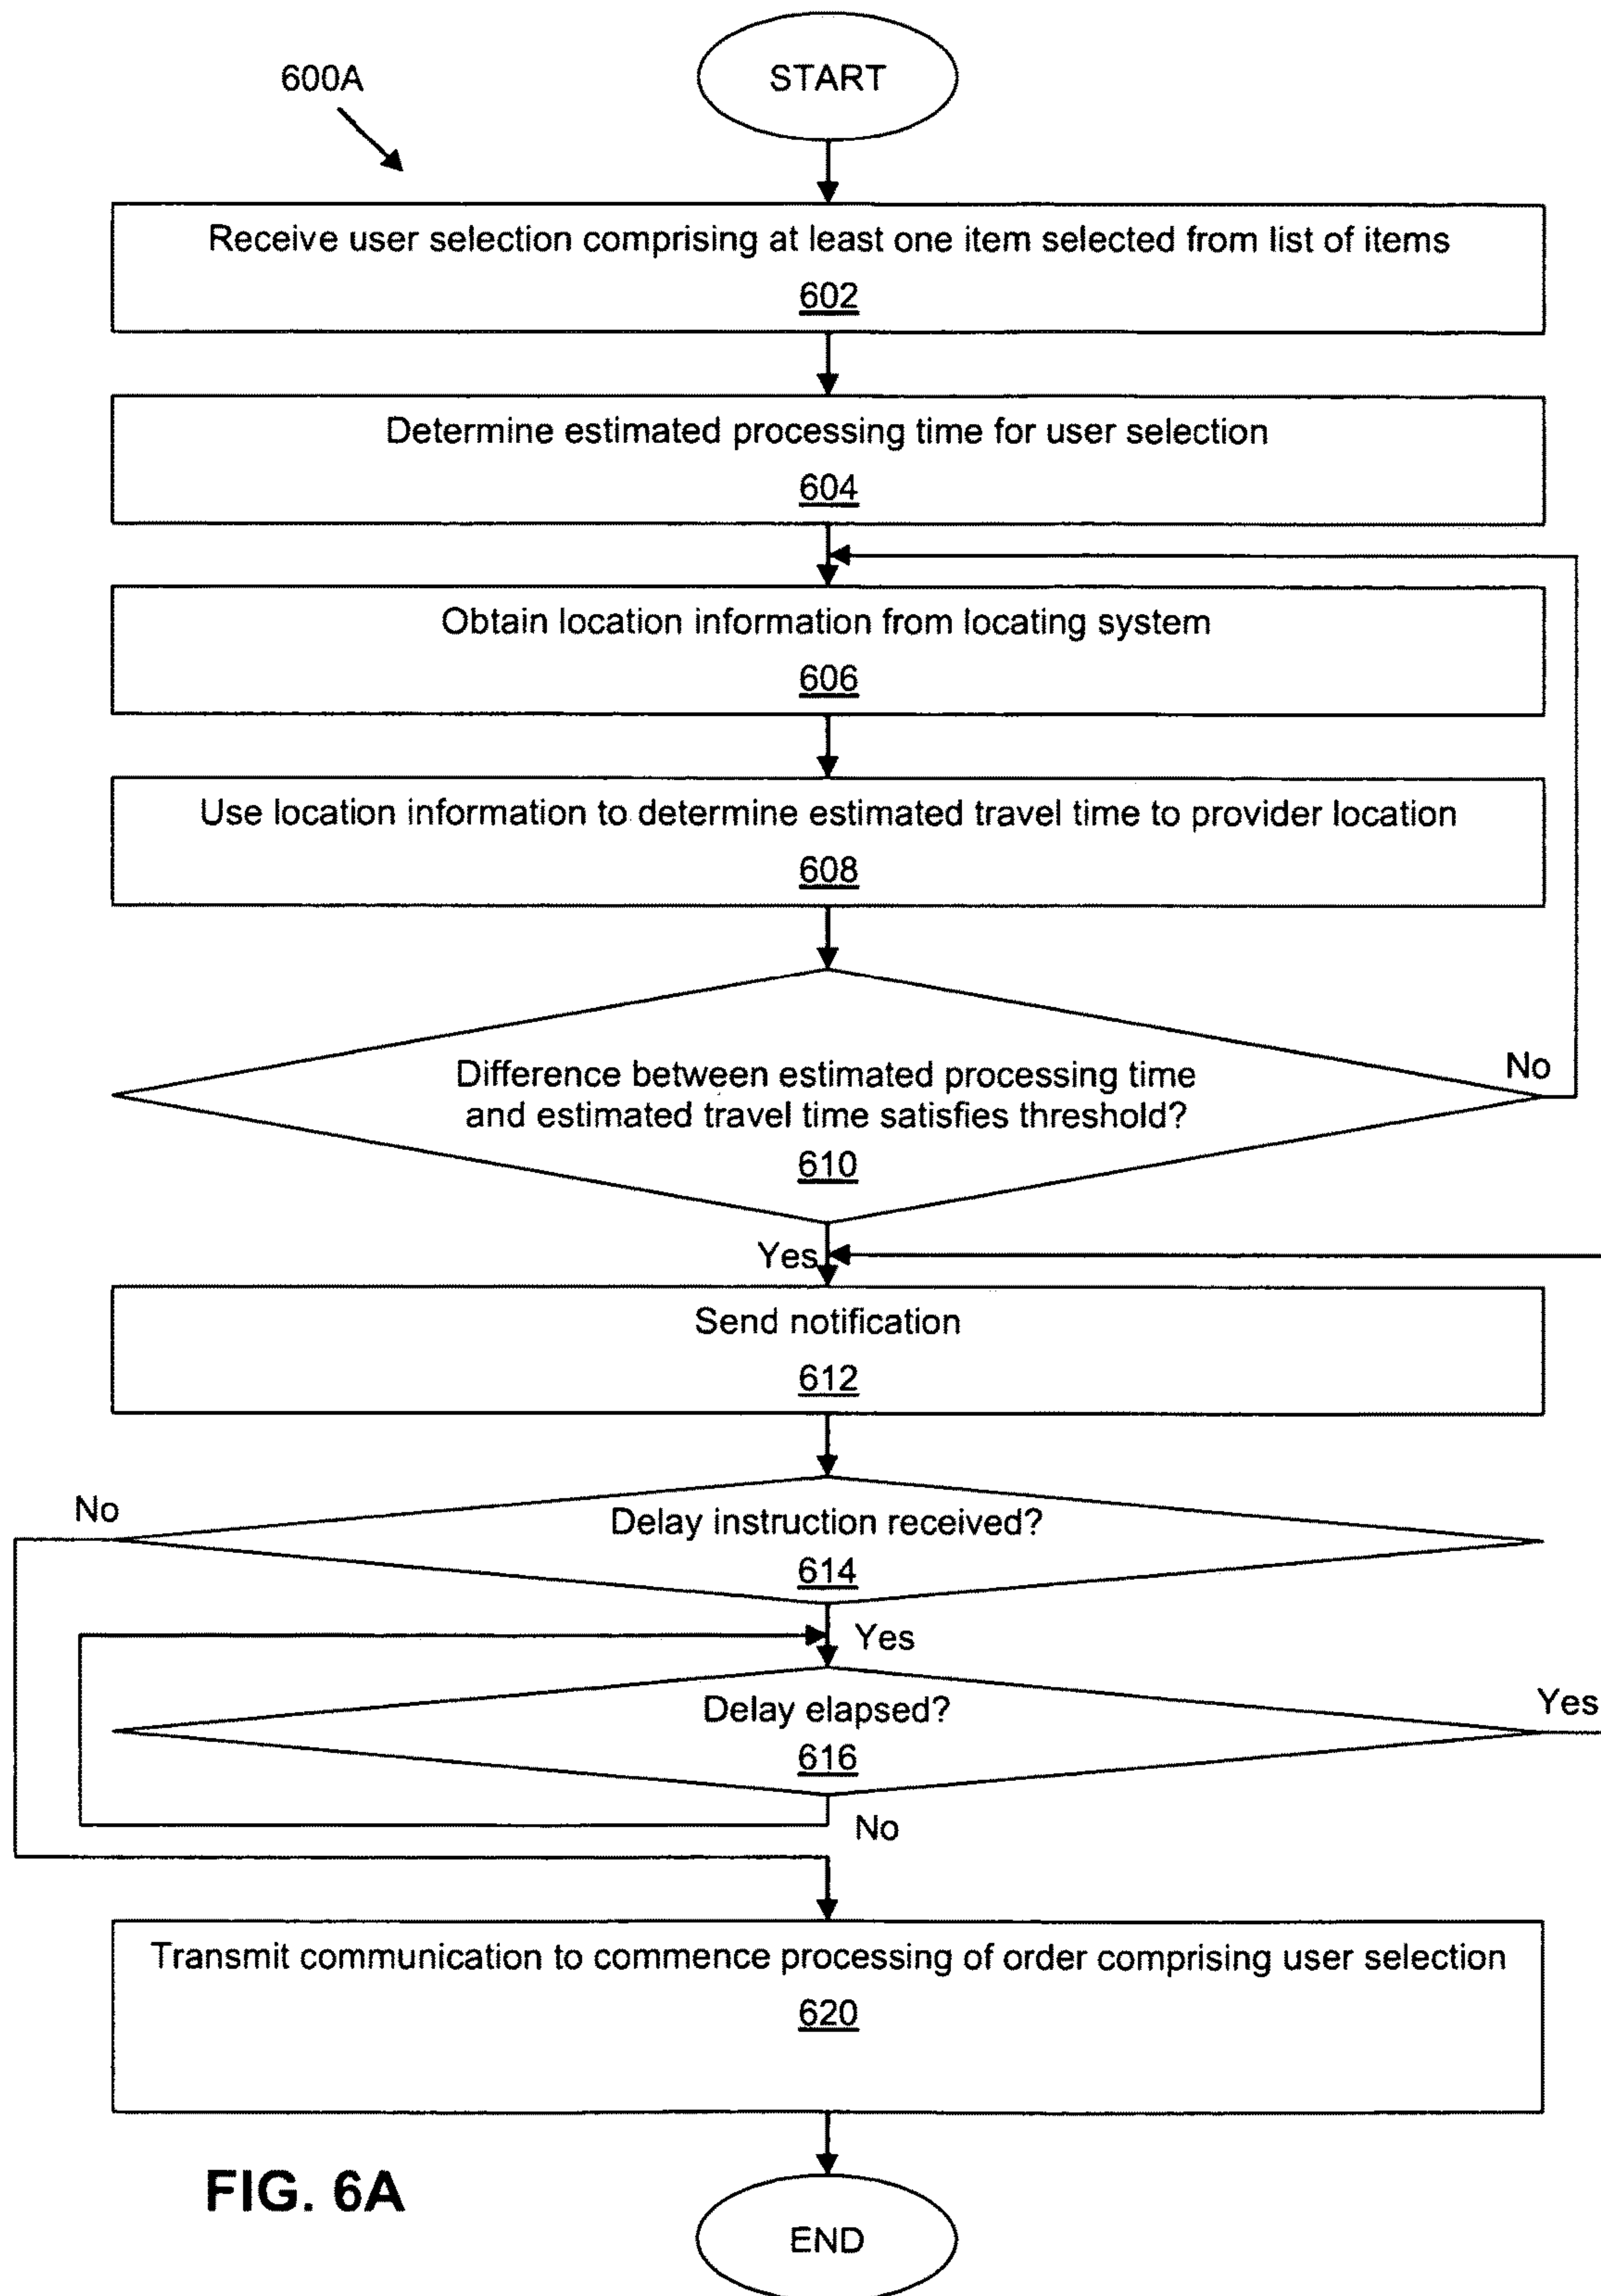 START
600A
Receive user selection comprising at least one item selected from list of items
602
Determine estimated processing time for user selection
604
Obtain location information from locating system
606
Use location information to determine estimated travel time to provider location
608
Difference between estimated processing time
and estimated travel time satisfies threshold?
610
No
Yes
Send notification
612
No
Delay instruction received?
614
Yes
Delay elapsed?
616
Yes
No
Transmit communication to commence processing of order comprising user selection
620
FIG. 6A
END